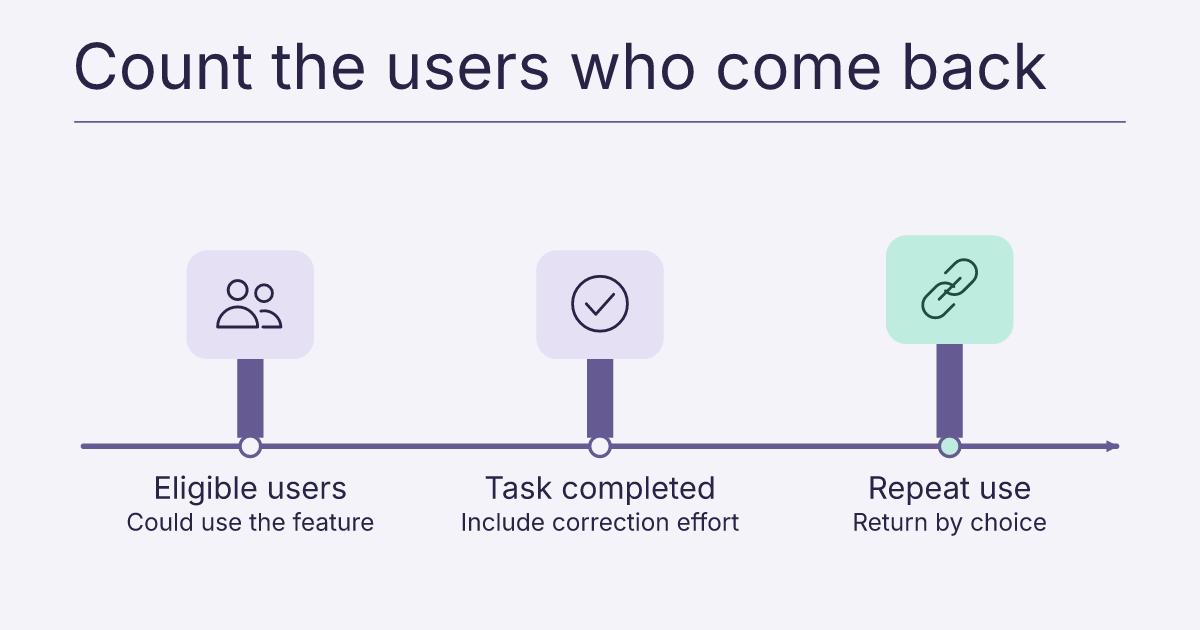 Count the users who come back
Eligible users
Could use the feature
Task completed
Include correction effort
Repeat use
Return by choice